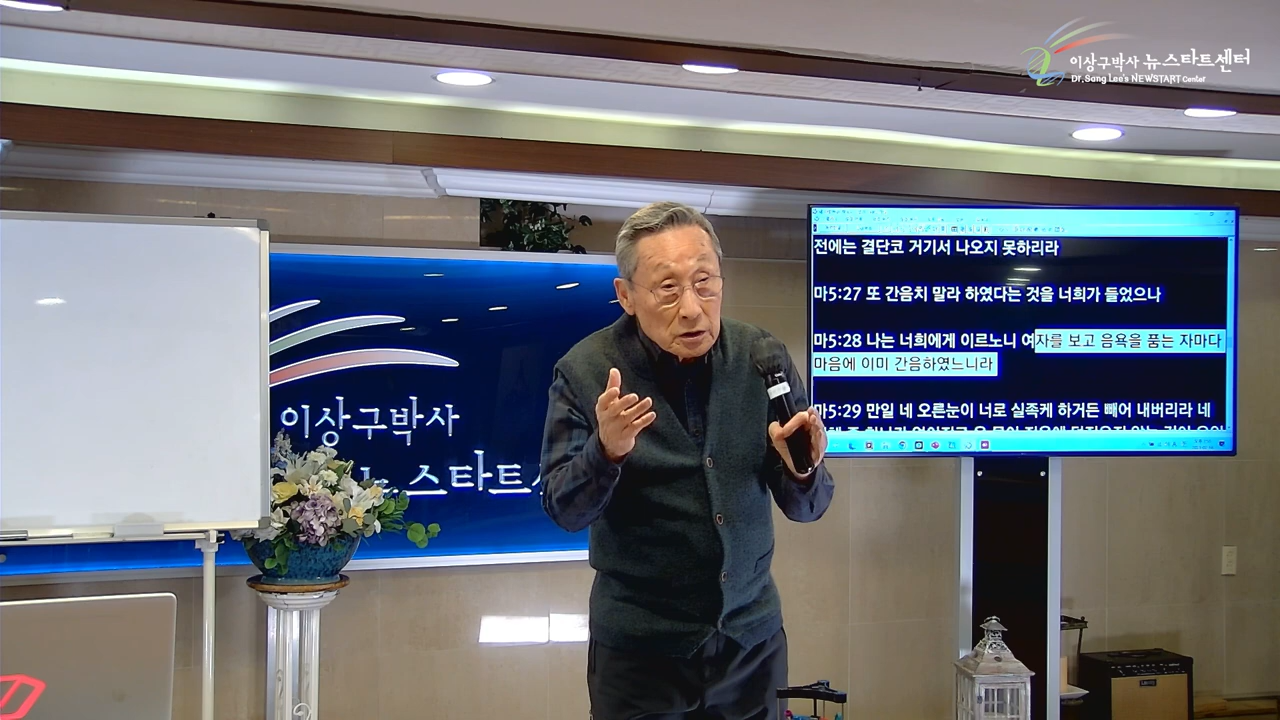 이상구박사 뉴스타트센터
Dr. Sang Lee's NEWSTART Center
전에는 결단코 거기서 나오지 못하리라
마5:27 또 간음치 말라 하였다는 것을 너희가 들었으나
마5:28 나는 너희에게 이르노니 여자를 보고 음욕을 품는 자마다
마음에 이미 간음하였느니라
마5:29 만일 네 오른눈이 너로 실족케 하거든 빼어 내버리라 네
이상구박사
스타트